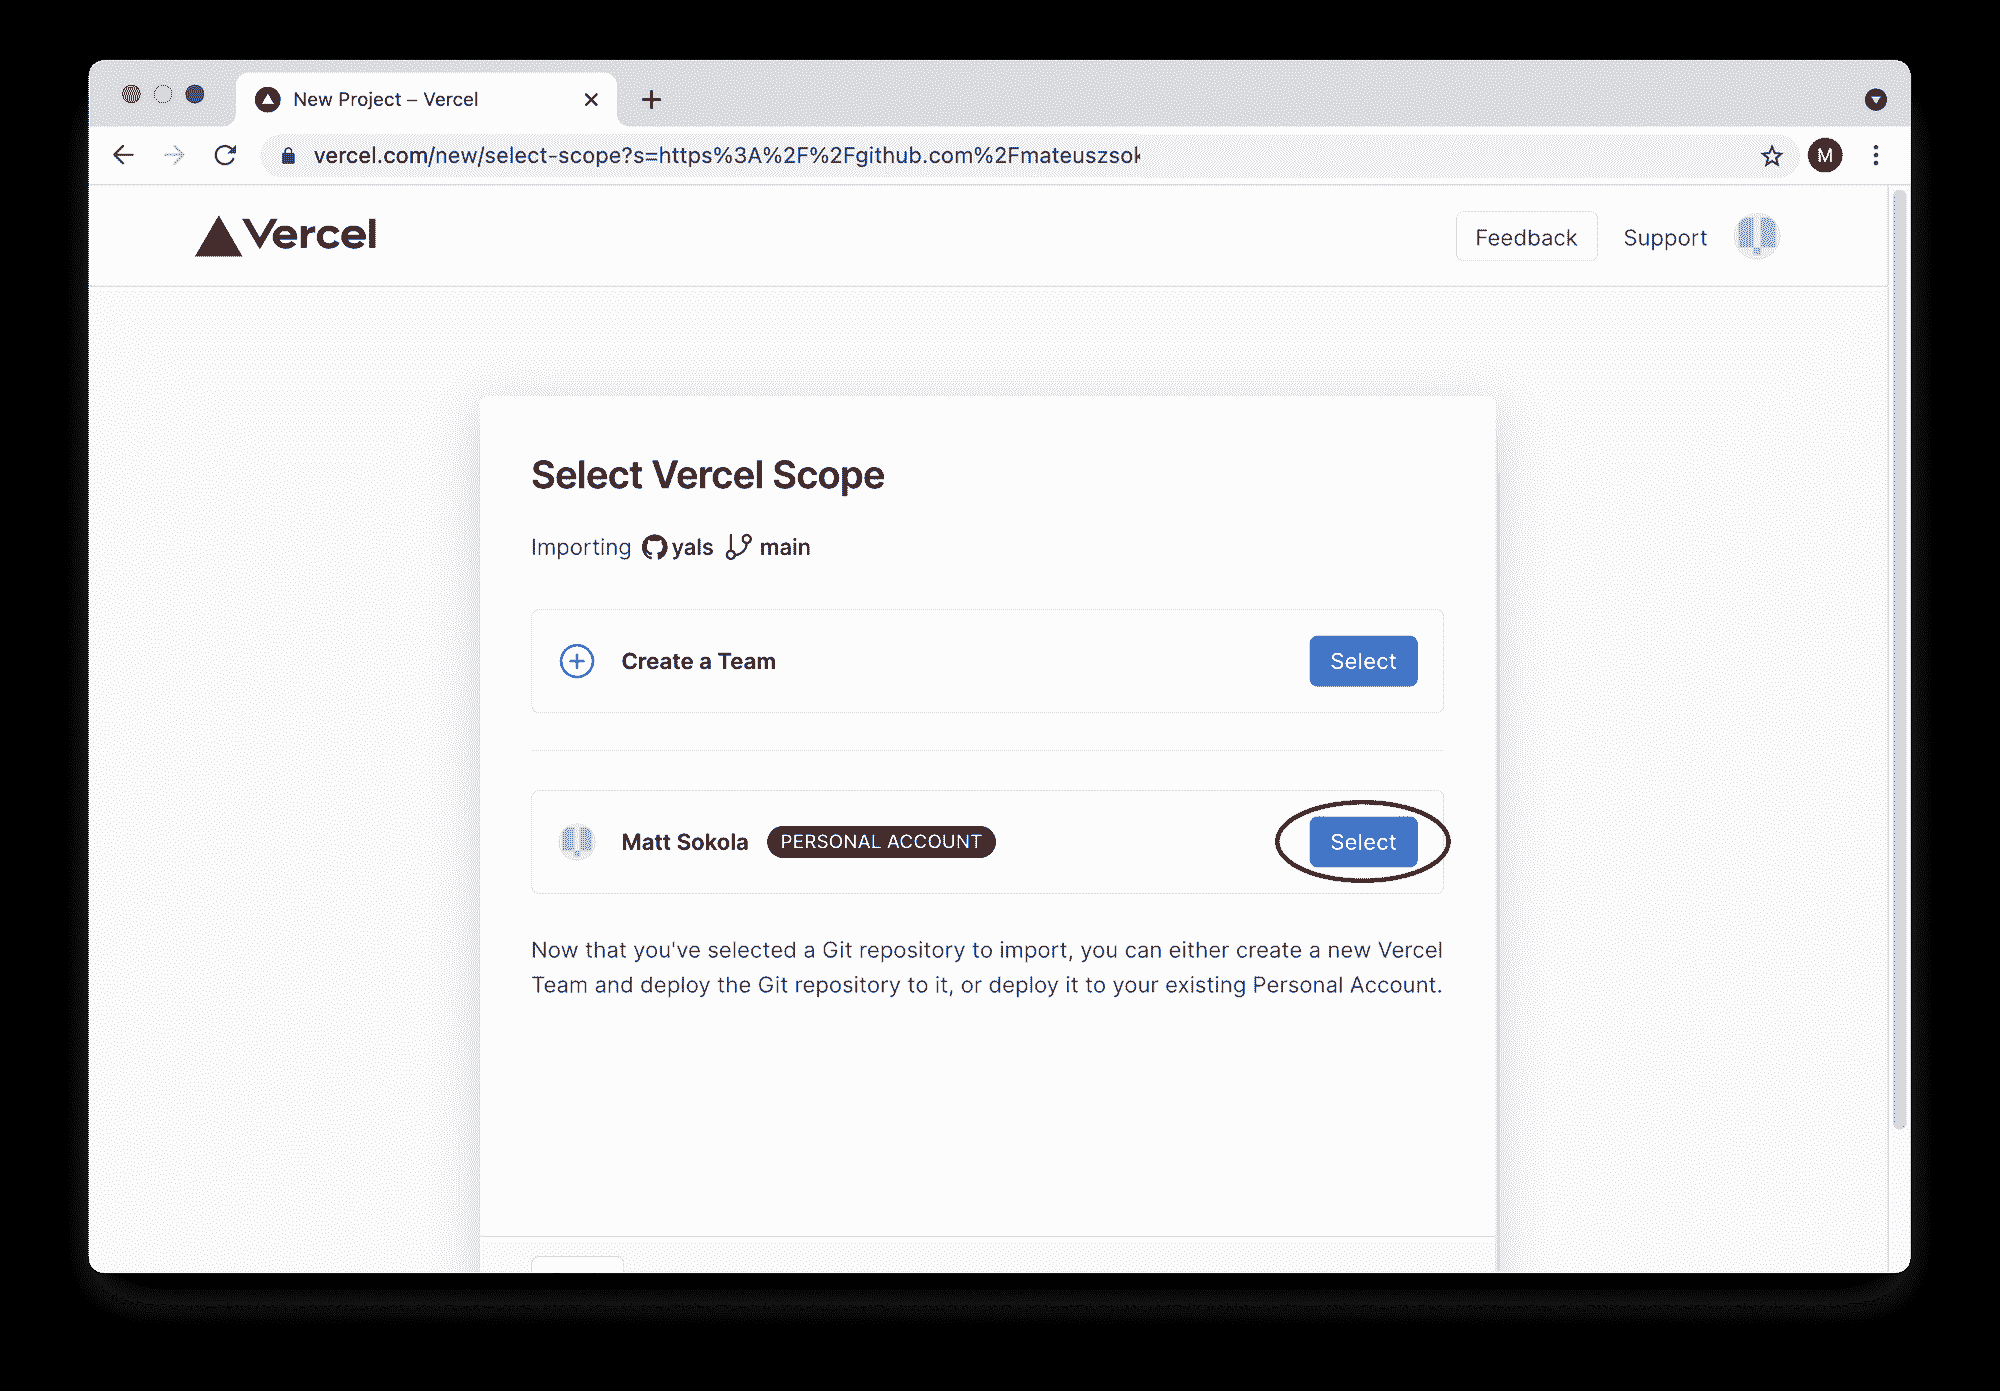 New Project – Vercel
vercel.com/new/select-scope?s=https%3A%2F%2Fgithub.com%2Fmateuszsok
M
Vercel
Feedback
Support
Select Vercel Scope
Importing yals main
Create a Team
Select
Matt Sokola
PERSONAL ACCOUNT
Select
Now that you've selected a Git repository to import, you can either create a new Vercel
Team and deploy the Git repository to it, or deploy it to your existing Personal Account.